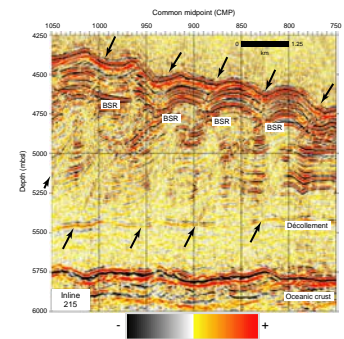 Common midpoint (CMP)
1050 1000 950 900 850 800 750
4250
0 1.25
km
4500
BSR
4750
BSR
BSR
BSR
Depth (mbsl)
5000
5250
5500
Décollement
5750
Inline
215
Oceanic crust
6000
- +